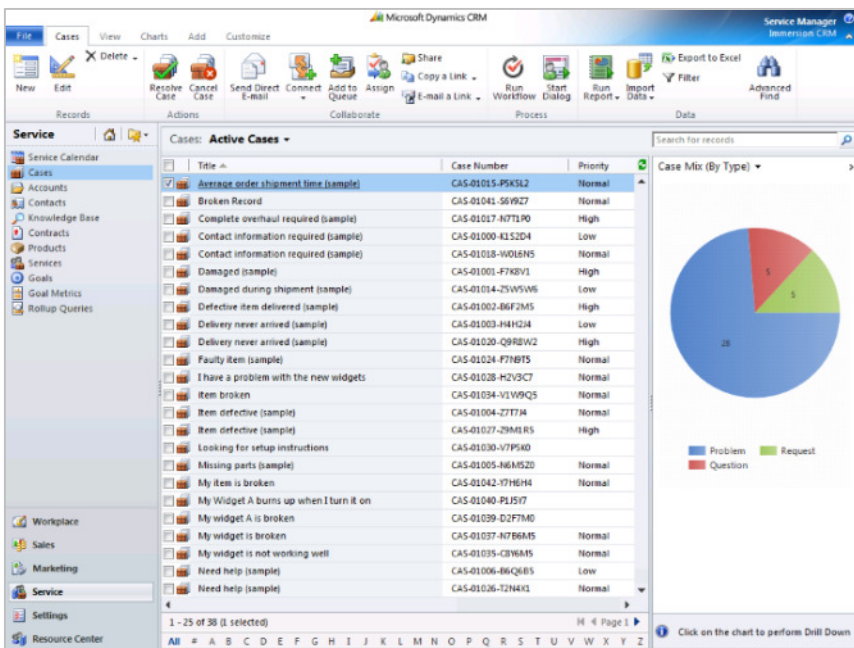 Microsoft Dynamics CRM
Service Manager
Immersion CRM
File Cases View Charts Add Customize
New
Edit
Delete
Records
Resolve Case
Cancel Case
Actions
Send Direct E-mail
Connect
Add to Queue
Assign
Share
Copy a Link
E-mail a Link
Collaborate
Run Workflow
Start Dialog
Process
Run Report
Import Data
Export to Excel
Filter
Advanced Find
Data
Service
Service Calendar
Cases
Accounts
Contacts
Knowledge Base
Contracts
Products
Services
Goals
Goal Metrics
Rollup Queries
Workplace
Sales
Marketing
Service
Settings
Resource Center
Cases: Active Cases
Search for records
Title Case Number Priority
Average order shipment time (sample) CAS-01015-P5K5L2 Normal
Broken Record CAS-01041-S6Y9Z7 Normal
Complete overhaul required (sample) CAS-01017-N7T1P0 High
Contact information required (sample) CAS-01000-K1S2D4 Low
Contact information required (sample) CAS-01018-W0L6N5 Normal
Damaged (sample) CAS-01001-F7K8V1 High
Damaged during shipment (sample) CAS-01014-Z5W5W6 Low
Defective item delivered (sample) CAS-01002-B6F2M5 High
Delivery never arrived (sample) CAS-01003-H4H2J4 Low
Delivery never arrived (sample) CAS-01020-Q9R8W2 High
Faulty item (sample) CAS-01024-F7N9T5 Normal
I have a problem with the new widgets CAS-01028-H2V3C7 Normal
item broken CAS-01034-V1W9Q5 Normal
Item defective (sample) CAS-01004-Z7T7J4 Normal
Item defective (sample) CAS-01027-Z9M1R5 High
Looking for setup instructions CAS-01030-V7P5K0
Missing parts (sample) CAS-01005-N6M5Z0 Normal
My item is broken CAS-01042-Y7H6H4 Normal
My Widget A burns up when I turn it on CAS-01040-P1J5Y7
My widget A is broken CAS-01039-D2F7M0
My widget is broken CAS-01037-N7B6M5 Normal
My widget is not working well CAS-01035-C8Y6M5 Normal
Need help (sample) CAS-01006-B6Q6B5 Low
Need help (sample) CAS-01026-T2N4X1 Normal
1 - 25 of 38 (1 selected)
Page 1
All # A B C D E F G H I J K L M N O P Q R S T U V W X Y Z
Case Mix (By Type)
5
5
28
Problem Request
Question
Click on the chart to perform Drill Down